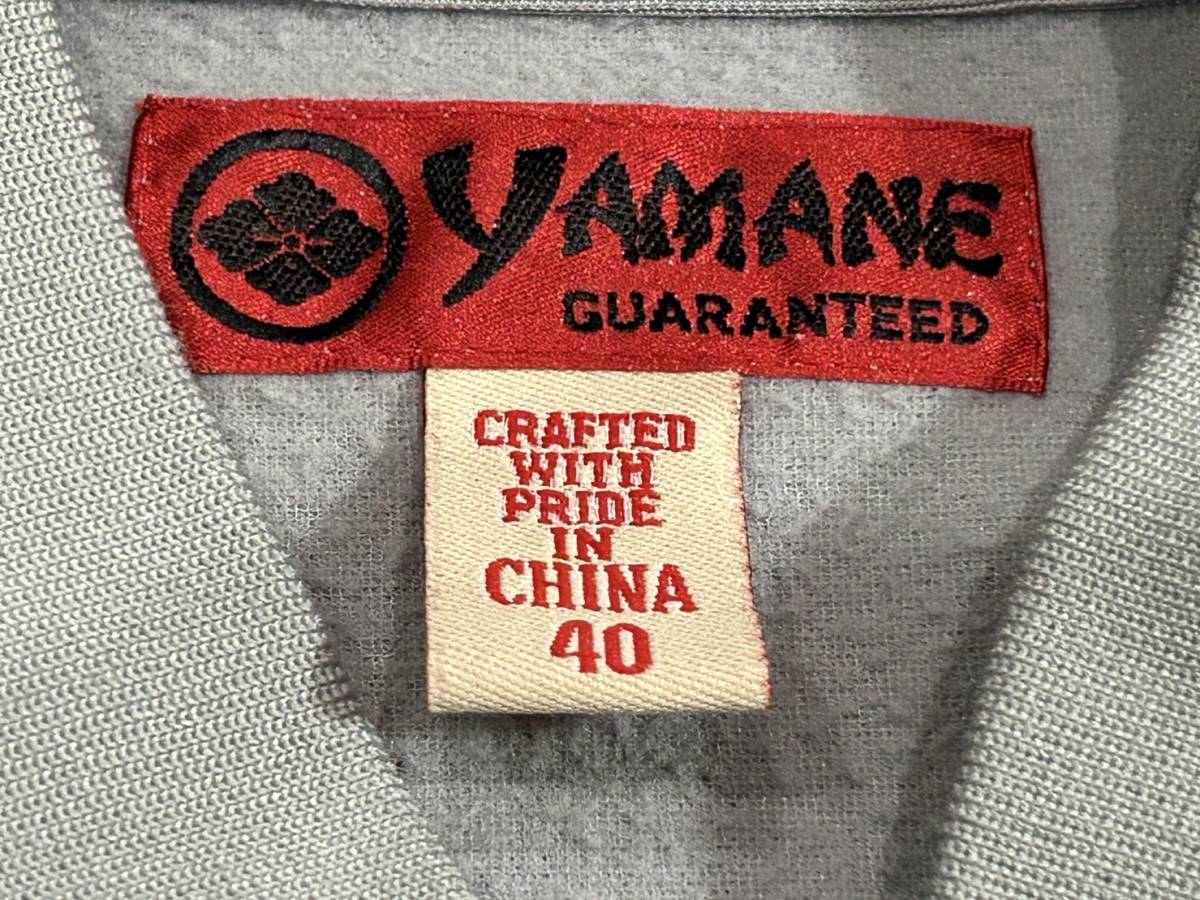 YAMANE
GUARANTEED
CRAFTED
WITH
PRIDE
IN
CHINA
40